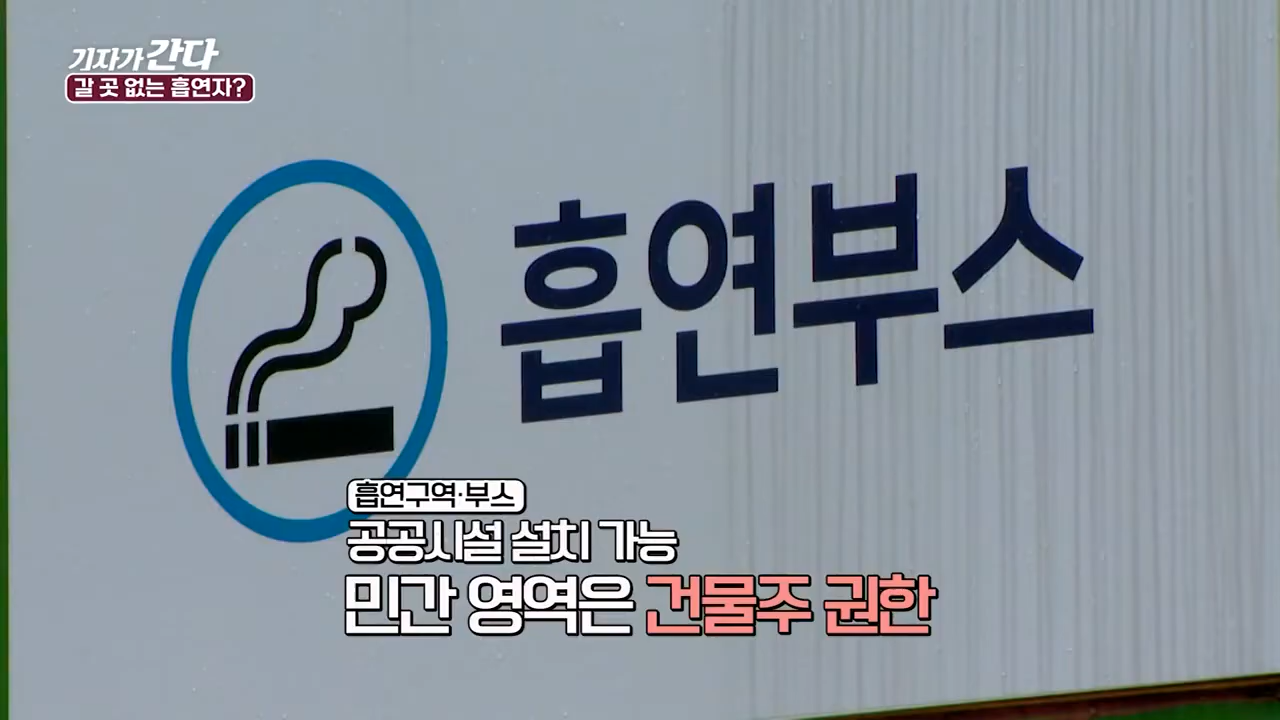 기자가 간다
갈 곳 없는 흡연자?
흡연부스
흡연구역·부스
공공시설 설치 가능
민간 영역은 건물주 권한